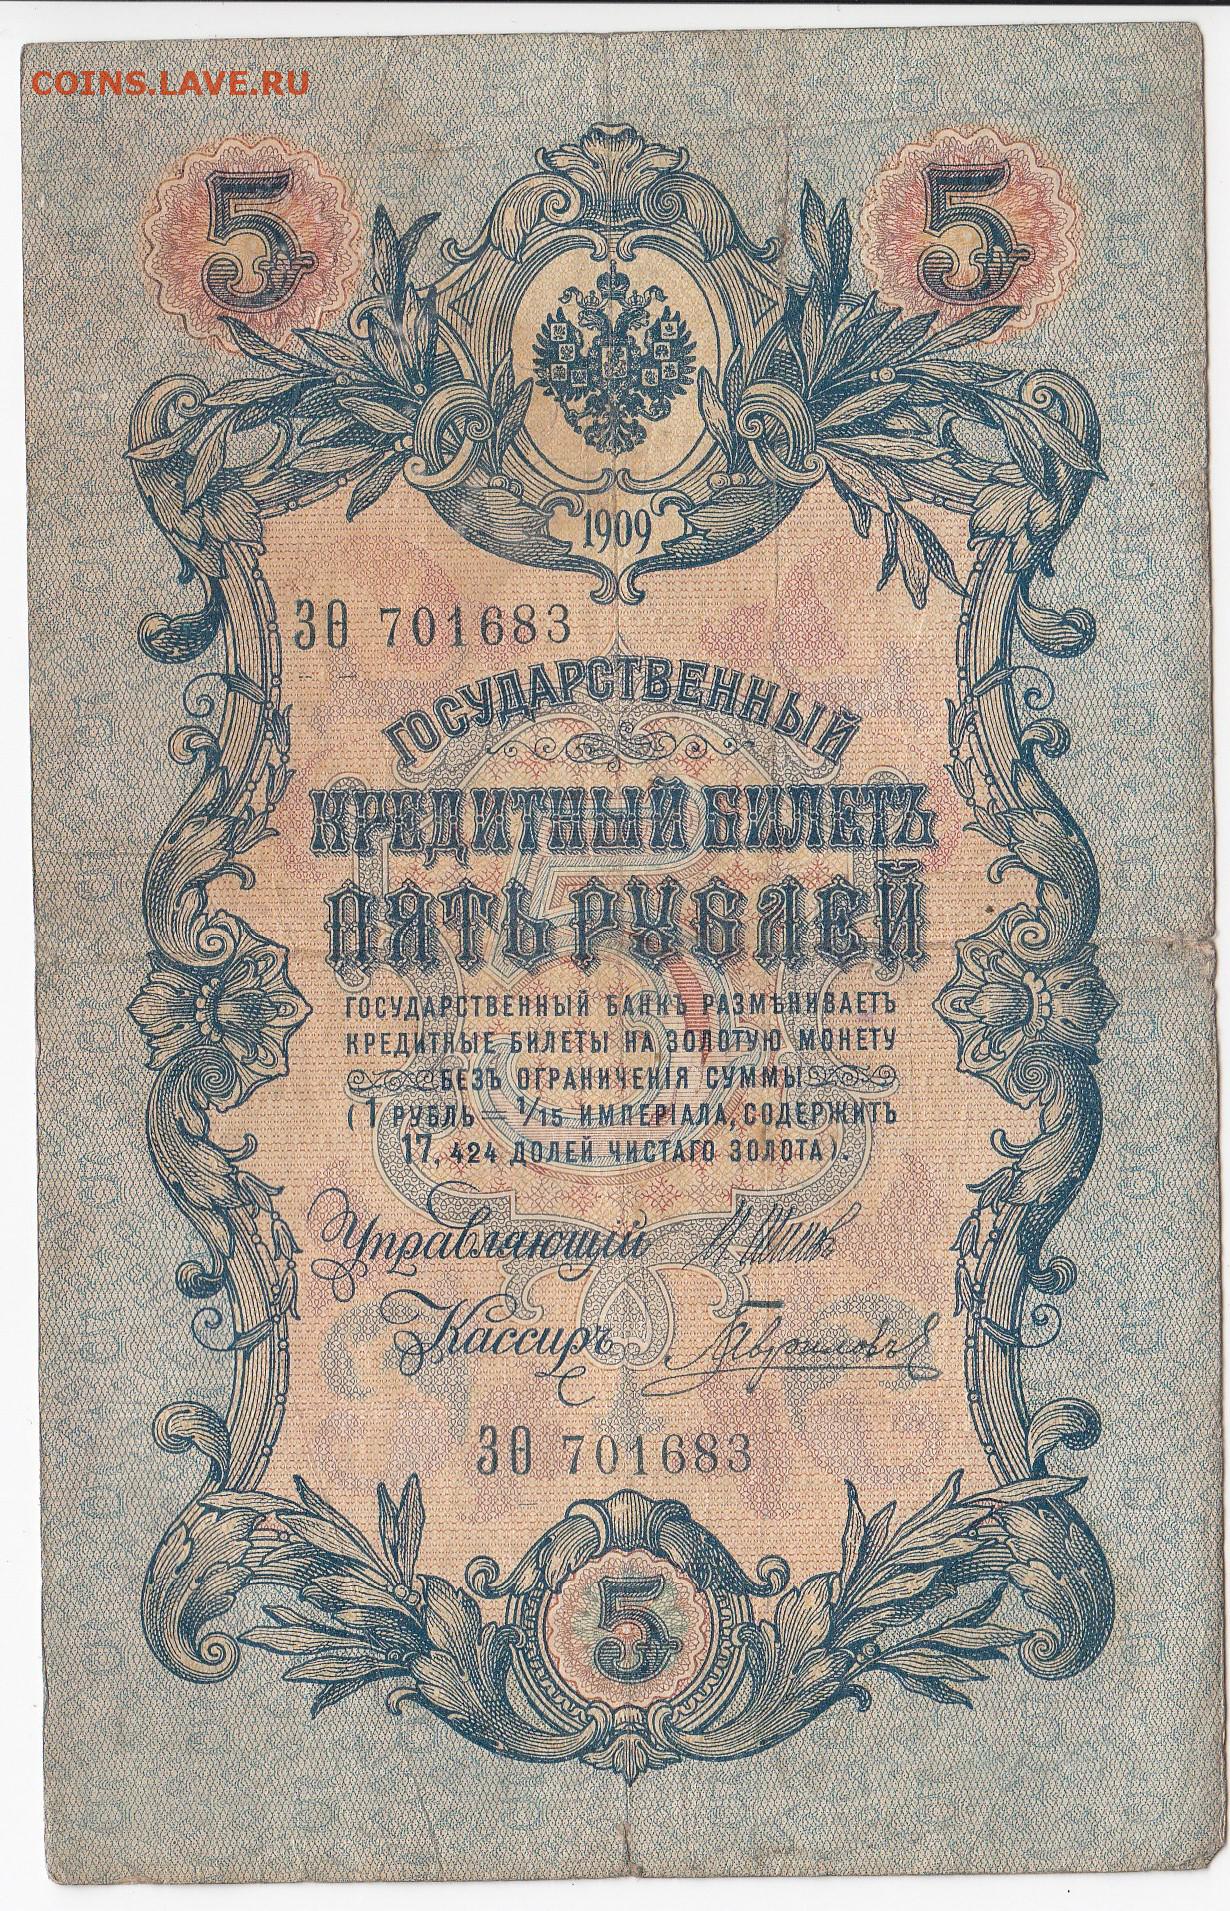 COINS.LAVE.RU
5 5
1909
ЗѲ 701683
ГОСУДАРСТВЕННЫЙ
КРЕДИТНЫЙ БИЛЕТЪ
ПЯТЬ РУБЛЕЙ
ГОСУДАРСТВЕННЫЙ БАНКЪ РАЗМѢНИВАЕТЪ
КРЕДИТНЫЕ БИЛЕТЫ НА ЗОЛОТУЮ МОНЕТУ
БЕЗЪ ОГРАНИЧЕНІЯ СУММЫ
(1 РУБЛЬ = 1/15 ИМПЕРІАЛА, СОДЕРЖИТЪ
17, 424 ДОЛЕЙ ЧИСТАГО ЗОЛОТА).
Управляющій И Шиповъ
Кассиръ Гавриловъ
ЗѲ 701683
5